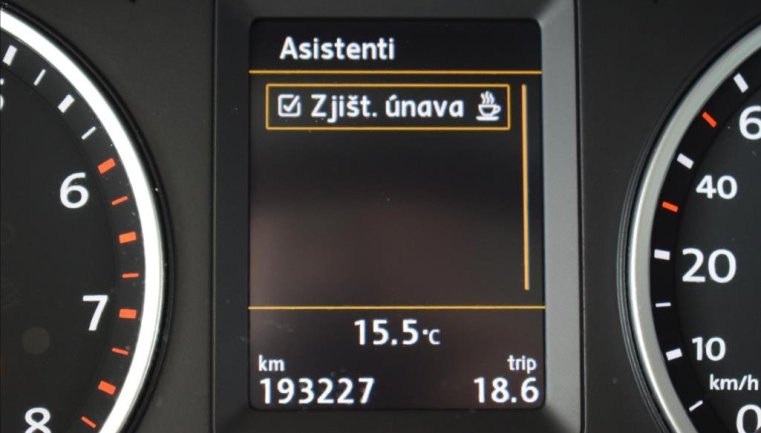 Asistenti
Zjišt. únava
15.5°C
km
trip
193227
18.6
6
7
8
6
40
20
10
km/h
0